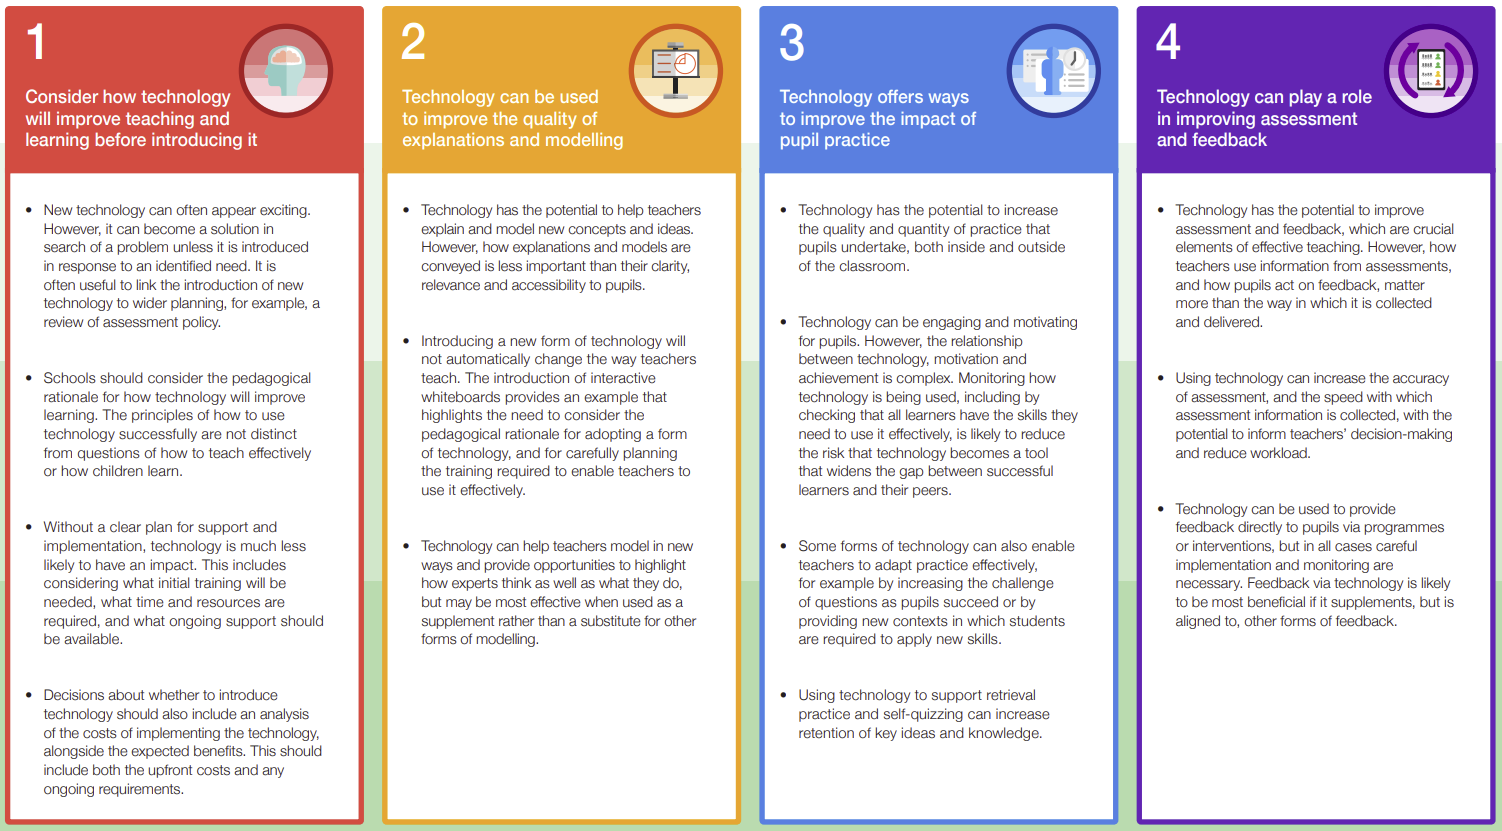 1
Consider how technology
will improve teaching and
learning before introducing it
• New technology can often appear exciting.
However, it can become a solution in
search of a problem unless it is introduced
in response to an identified need. It is
often useful to link the introduction of new
technology to wider planning, for example, a
review of assessment policy.
• Schools should consider the pedagogical
rationale for how technology will improve
learning. The principles of how to use
technology successfully are not distinct
from questions of how to teach effectively
or how children learn.
• Without a clear plan for support and
implementation, technology is much less
likely to have an impact. This includes
considering what initial training will be
needed, what time and resources are
required, and what ongoing support should
be available.
• Decisions about whether to introduce
technology should also include an analysis
of the costs of implementing the technology,
alongside the expected benefits. This should
include both the upfront costs and any
ongoing requirements.
2
Technology can be used
to improve the quality of
explanations and modelling
• Technology has the potential to help teachers
explain and model new concepts and ideas.
However, how explanations and models are
conveyed is less important than their clarity,
relevance and accessibility to pupils.
• Introducing a new form of technology will
not automatically change the way teachers
teach. The introduction of interactive
whiteboards provides an example that
highlights the need to consider the
pedagogical rationale for adopting a form
of technology, and for carefully planning
the training required to enable teachers to
use it effectively.
• Technology can help teachers model in new
ways and provide opportunities to highlight
how experts think as well as what they do,
but may be most effective when used as a
supplement rather than a substitute for other
forms of modelling.
3
Technology offers ways
to improve the impact of
pupil practice
• Technology has the potential to increase
the quality and quantity of practice that
pupils undertake, both inside and outside
of the classroom.
• Technology can be engaging and motivating
for pupils. However, the relationship
between technology, motivation and
achievement is complex. Monitoring how
technology is being used, including by
checking that all learners have the skills they
need to use it effectively, is likely to reduce
the risk that technology becomes a tool
that widens the gap between successful
learners and their peers.
• Some forms of technology can also enable
teachers to adapt practice effectively,
for example by increasing the challenge
of questions as pupils succeed or by
providing new contexts in which students
are required to apply new skills.
• Using technology to support retrieval
practice and self-quizzing can increase
retention of key ideas and knowledge.
4
Technology can play a role
in improving assessment
and feedback
• Technology has the potential to improve
assessment and feedback, which are crucial
elements of effective teaching. However, how
teachers use information from assessments,
and how pupils act on feedback, matter
more than the way in which it is collected
and delivered.
• Using technology can increase the accuracy
of assessment, and the speed with which
assessment information is collected, with the
potential to inform teachers' decision-making
and reduce workload.
• Technology can be used to provide
feedback directly to pupils via programmes
or interventions, but in all cases careful
implementation and monitoring are
necessary. Feedback via technology is likely
to be most beneficial if it supplements, but is
aligned to, other forms of feedback.